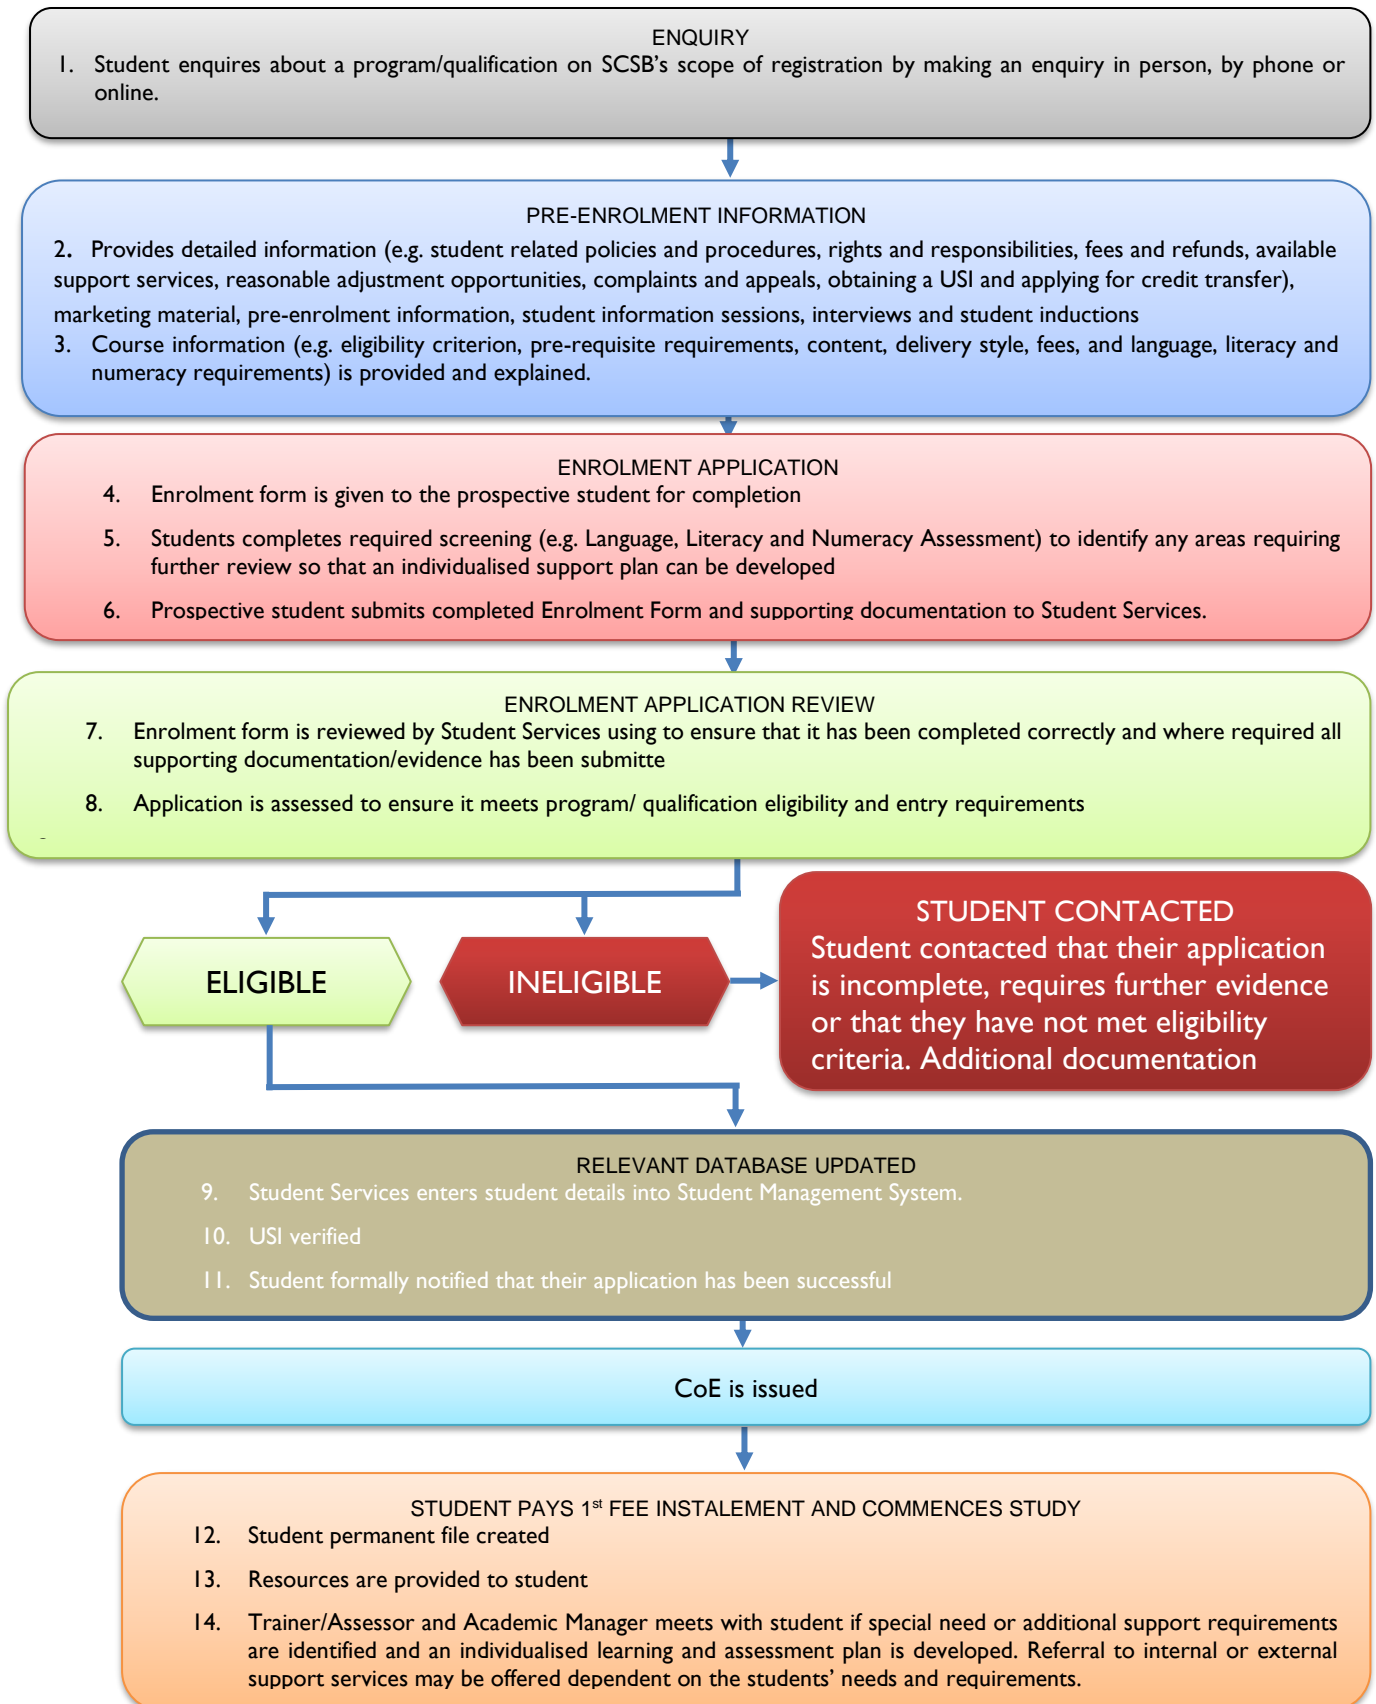 ENQUIRY
1. Student enquires about a program/qualification on SCSB’s scope of registration by making an enquiry in person, by phone or
online.
PRE-ENROLMENT INFORMATION
2. Provides detailed information (e.g. student related policies and procedures, rights and responsibilities, fees and refunds, available
support services, reasonable adjustment opportunities, complaints and appeals, obtaining a USI and applying for credit transfer),
marketing material, pre-enrolment information, student information sessions, interviews and student inductions
3. Course information (e.g. eligibility criterion, pre-requisite requirements, content, delivery style, fees, and language, literacy and
numeracy requirements) is provided and explained.
ENROLMENT APPLICATION
4. Enrolment form is given to the prospective student for completion
5. Students completes required screening (e.g. Language, Literacy and Numeracy Assessment) to identify any areas requiring
further review so that an individualised support plan can be developed
6. Prospective student submits completed Enrolment Form and supporting documentation to Student Services.
ENROLMENT APPLICATION REVIEW
7. Enrolment form is reviewed by Student Services using to ensure that it has been completed correctly and where required all
supporting documentation/evidence has been submitte
8. Application is assessed to ensure it meets program/ qualification eligibility and entry requirements
ELIGIBLE
INELIGIBLE
STUDENT CONTACTED
Student contacted that their application
is incomplete, requires further evidence
or that they have not met eligibility
criteria. Additional documentation
RELEVANT DATABASE UPDATED
9. Student Services enters student details into Student Management System.
10. USI verified
11. Student formally notified that their application has been successful
CoE is issued
STUDENT PAYS 1st FEE INSTALEMENT AND COMMENCES STUDY
12. Student permanent file created
13. Resources are provided to student
14. Trainer/Assessor and Academic Manager meets with student if special need or additional support requirements
are identified and an individualised learning and assessment plan is developed. Referral to internal or external
support services may be offered dependent on the students’ needs and requirements.